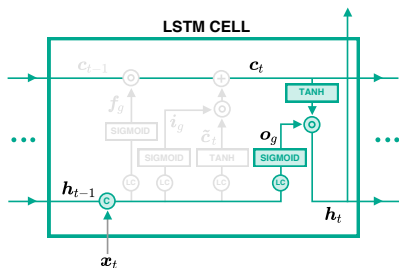 LSTM CELL
c_{t−1} c_t
TANH
f_g i_g c̃_t o_g
SIGMOID
SIGMOID TANH SIGMOID
LC LC LC LC
h_{t−1} C h_t
x_t